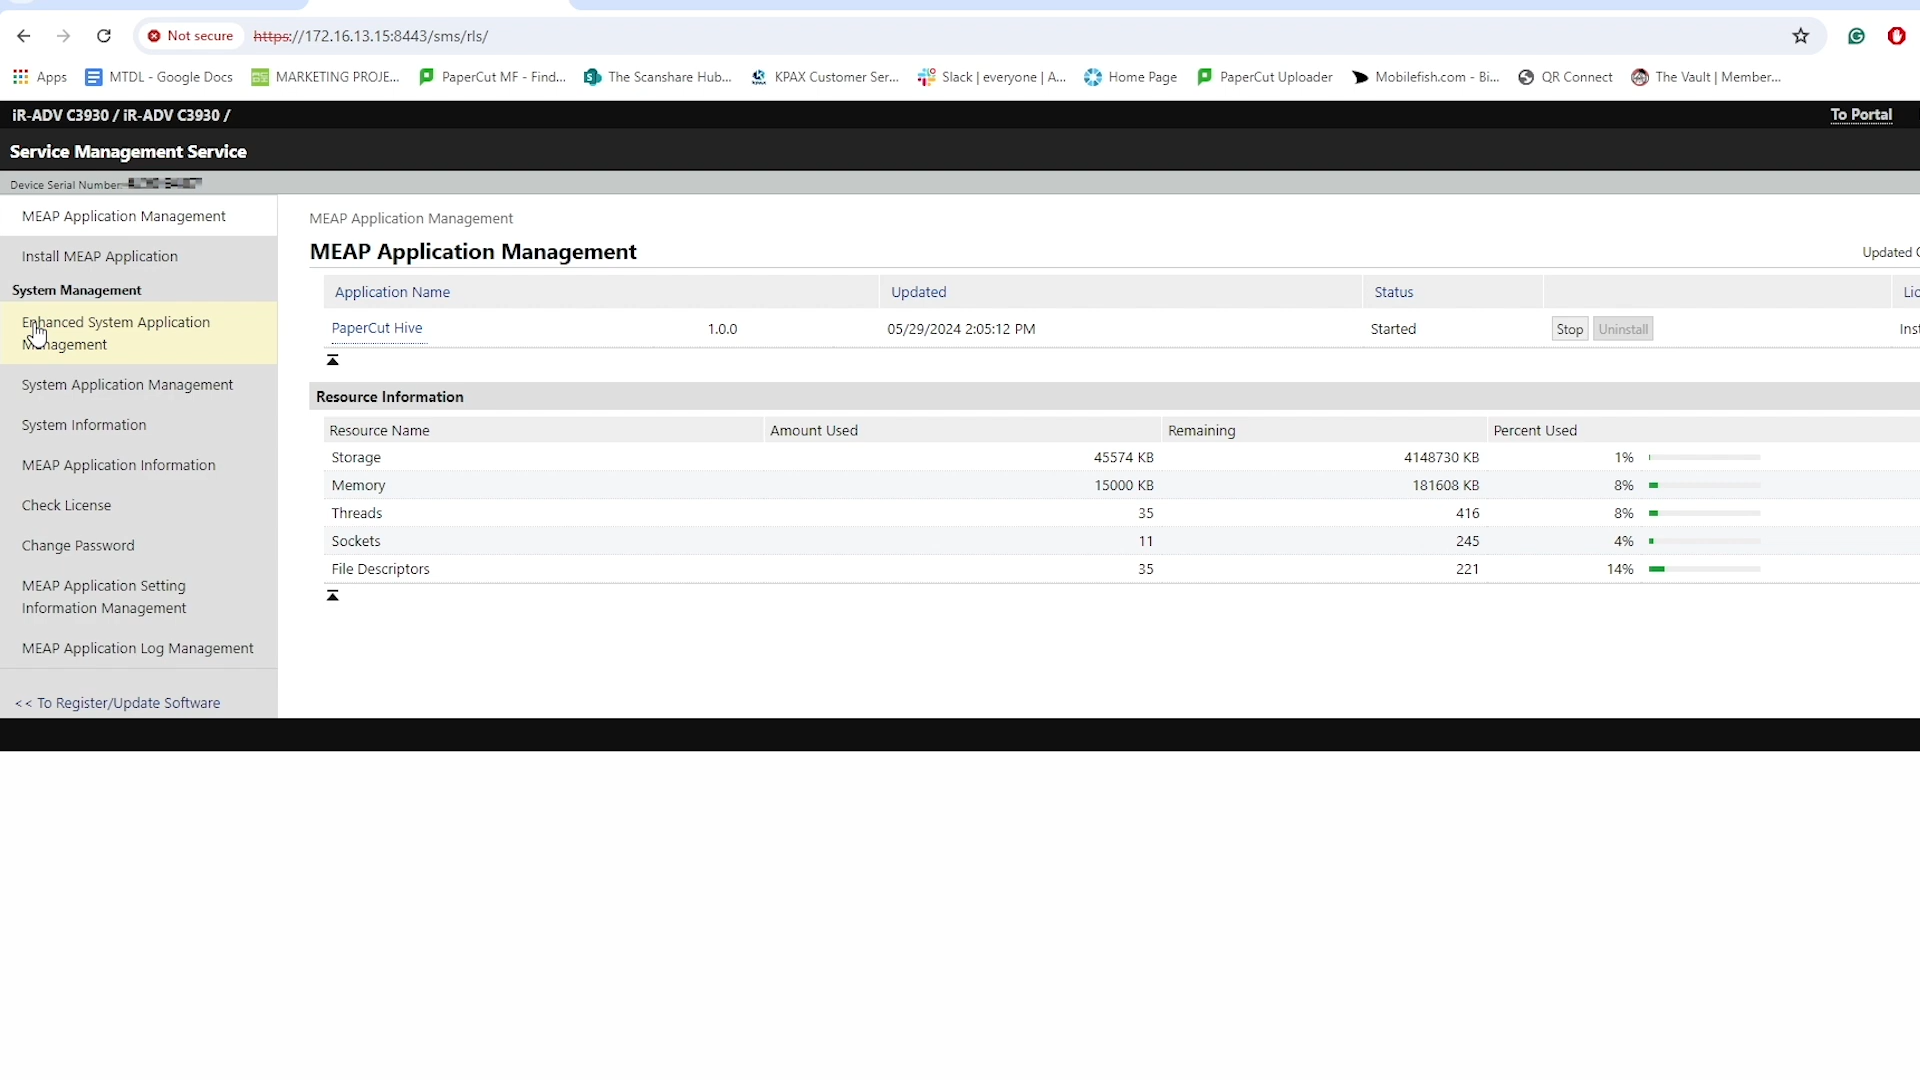 Not secure https://172.16.13.15:8443/sms/rls/
Apps MTDL - Google Docs MARKETING PROJE... PaperCut MF - Find... The Scanshare Hub... KPAX Customer Ser... Slack | everyone | A... Home Page PaperCut Uploader Mobilefish.com - Bi... QR Connect The Vault | Member...
iR-ADV C3930 / iR-ADV C3930 / To Portal
Service Management Service
Device Serial Number:
MEAP Application Management
Install MEAP Application
System Management
Enhanced System Application
Management
System Application Management
System Information
MEAP Application Information
Check License
Change Password
MEAP Application Setting
Information Management
MEAP Application Log Management
<< To Register/Update Software
MEAP Application Management
MEAP Application Management
Updated
Application Name Updated Status
PaperCut Hive 1.0.0 05/29/2024 2:05:12 PM Started Stop Uninstall
Resource Information
Resource Name Amount Used Remaining Percent Used
Storage 45574 KB 4148730 KB 1%
Memory 15000 KB 181608 KB 8%
Threads 35 416 8%
Sockets 11 245 4%
File Descriptors 35 221 14%